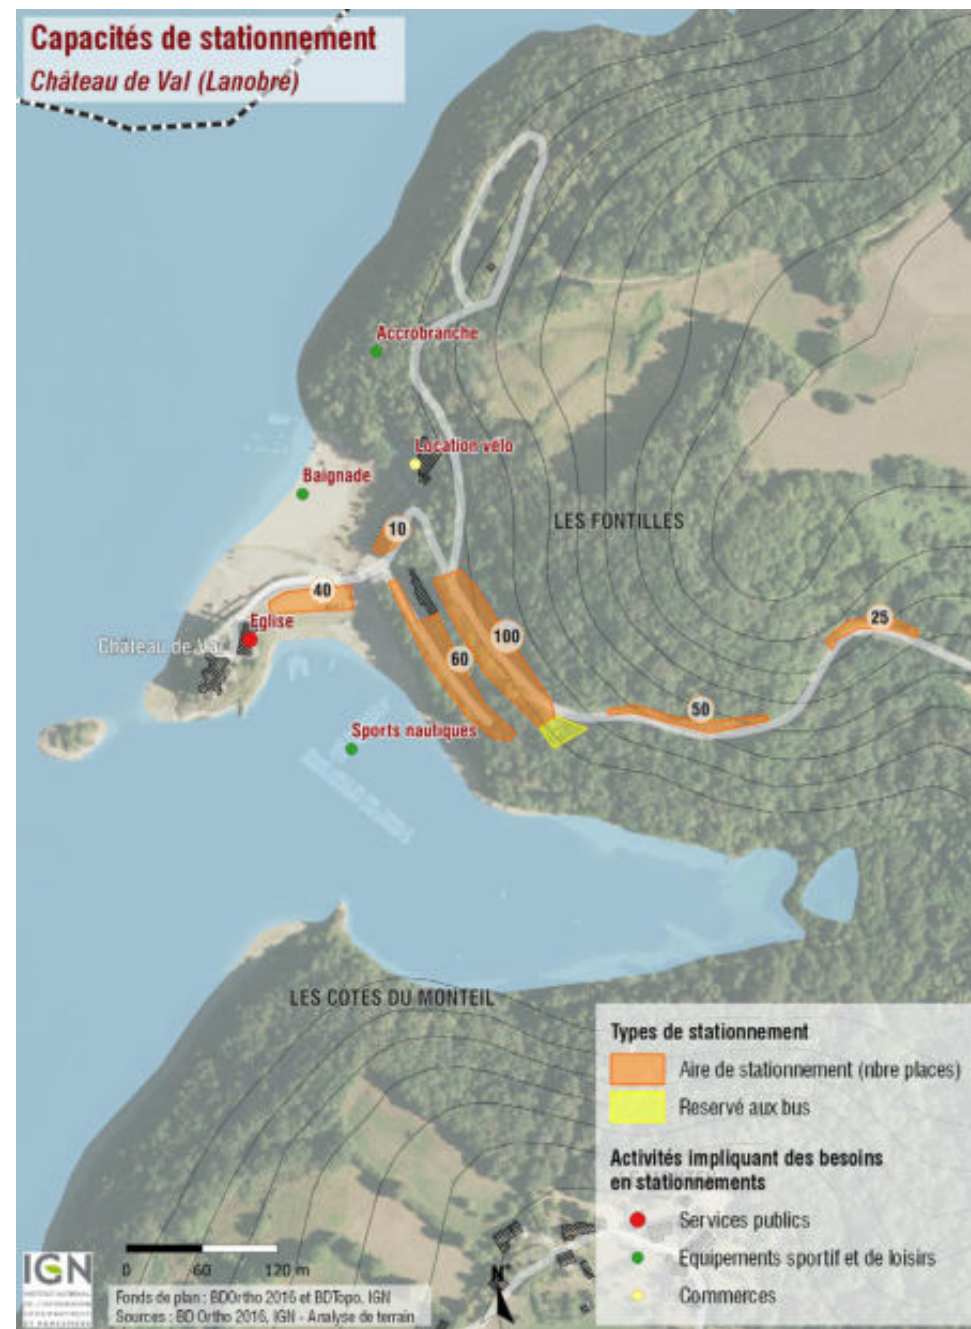 Capacités de stationnement
Château de Val (Lanobré)
Accrobranche
Location vélo
Baignade
LES FONTILLES
10
40
Eglise
Château de Val
100
60
25
50
Sports nautiques
LES COTES DU MONTEIL
Types de stationnement
Aire de stationnement (nbre places)
Reservé aux bus
Activités impliquant des besoins
en stationnements
Services publics
Equipements sportif et de loisirs
Commerces
IGN
0 60 120 m
N
Fonds de plan : BDOrtho 2016 et BDTopo, IGN
Sources : BD Ortho 2016, IGN - Analyse de terrain